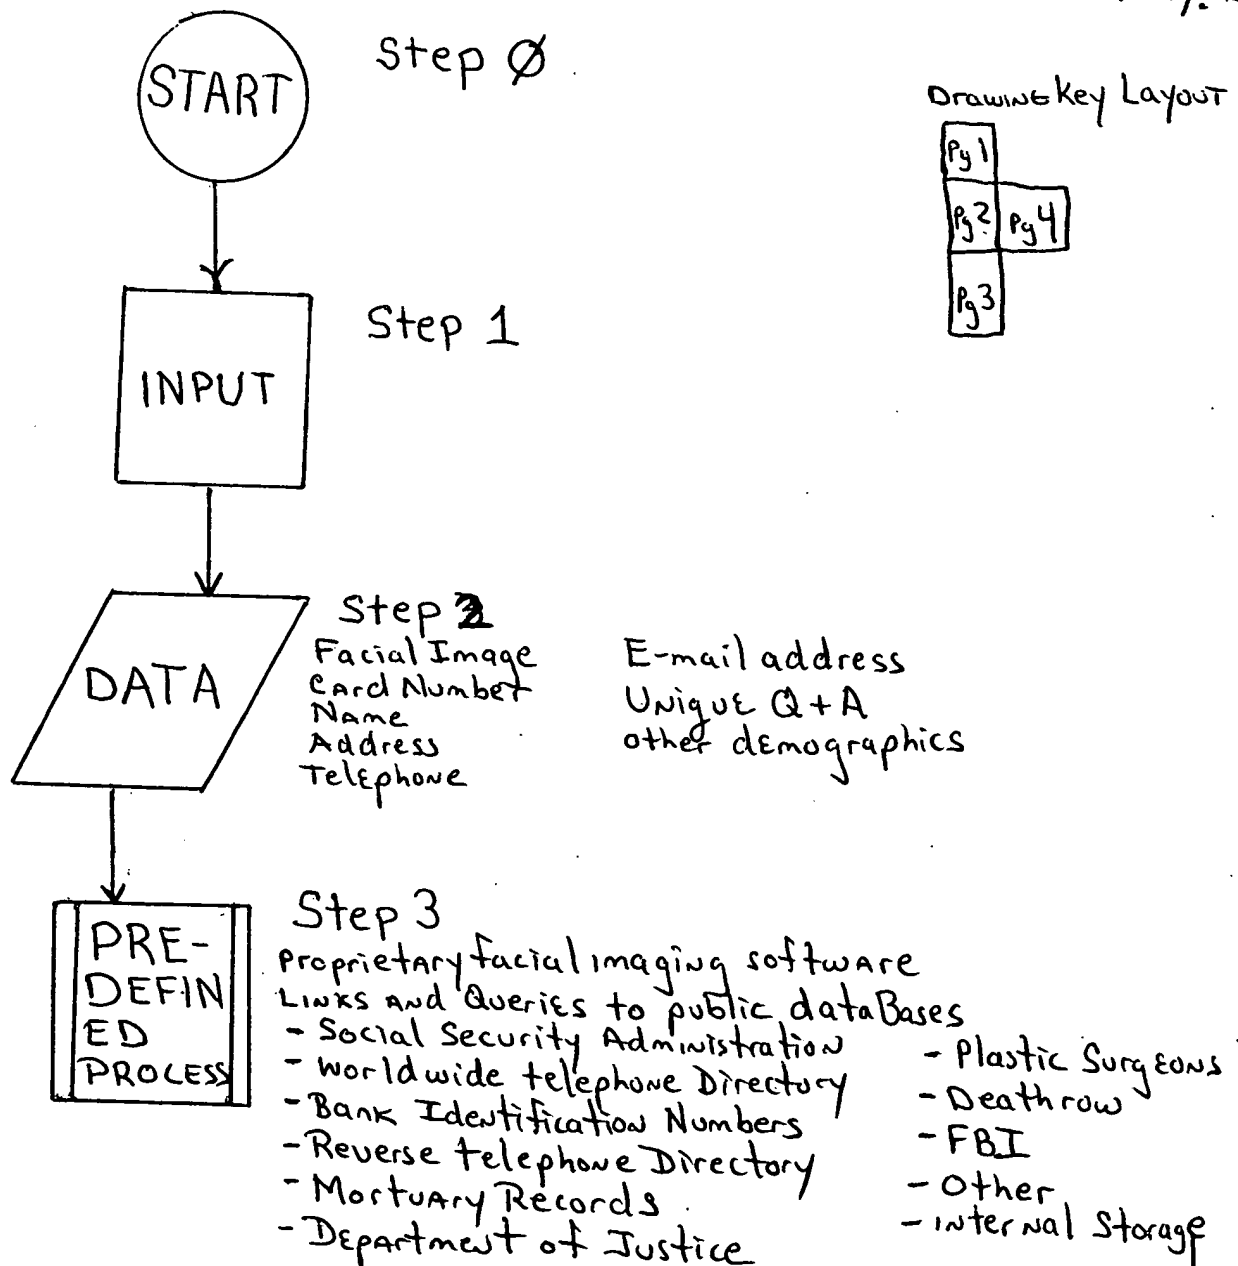 START
Step Ø
Drawing Key Layout
Pg 1
Pg 2
Pg 4
Pg 3
INPUT
Step 1
DATA
Step 2
Facial Image
Card Number
Name
Address
Telephone
E-mail address
Unique Q + A
other demographics
PRE-
DEFIN
ED
PROCESS
Step 3
Proprietary facial imaging software
Links and Queries to public dataBases
- Social Security Administration
- worldwide telephone Directory
- Bank Identification Numbers
- Reverse telephone Directory
- Mortuary Records
- Department of Justice
- Plastic Surgeons
- Deathrow
- FBI
- Other
- internal Storage